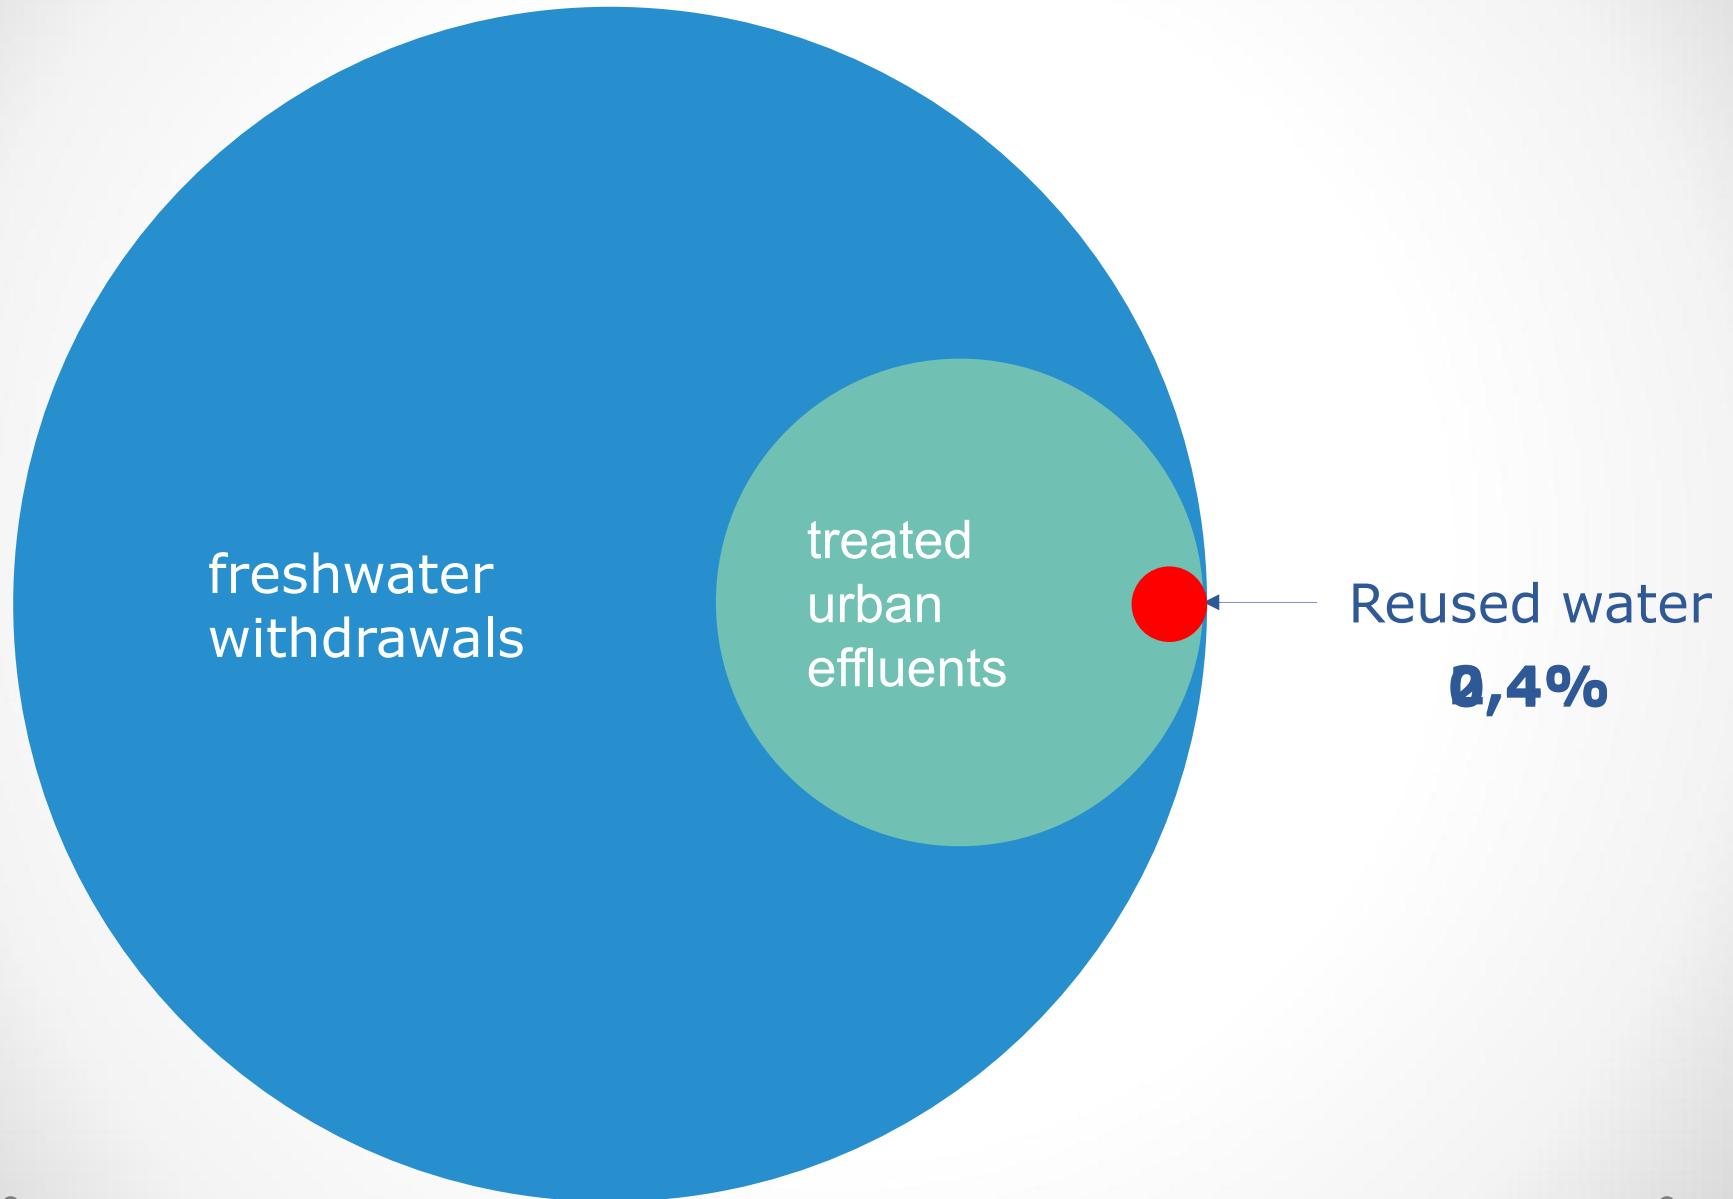 freshwater
withdrawals
treated
urban
effluents
Reused water
,4%